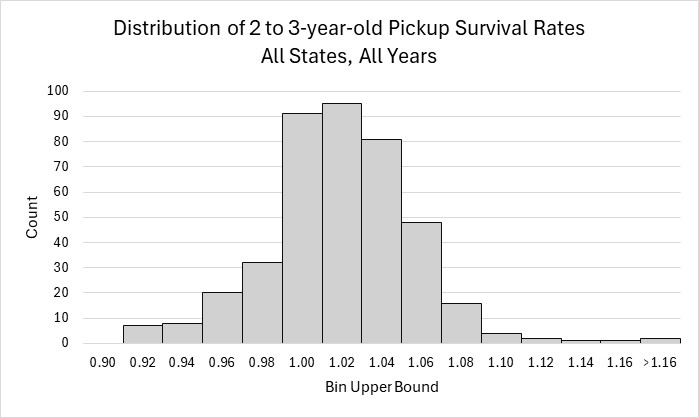 Distribution of 2 to 3-year-old Pickup Survival Rates
All States, All Years
100
90
80
70
60
50
40
30
20
10
0
Count
0.90 0.92 0.94 0.96 0.98 1.00 1.02 1.04 1.06 1.08 1.10 1.12 1.14 1.16 >1.16
Bin Upper Bound